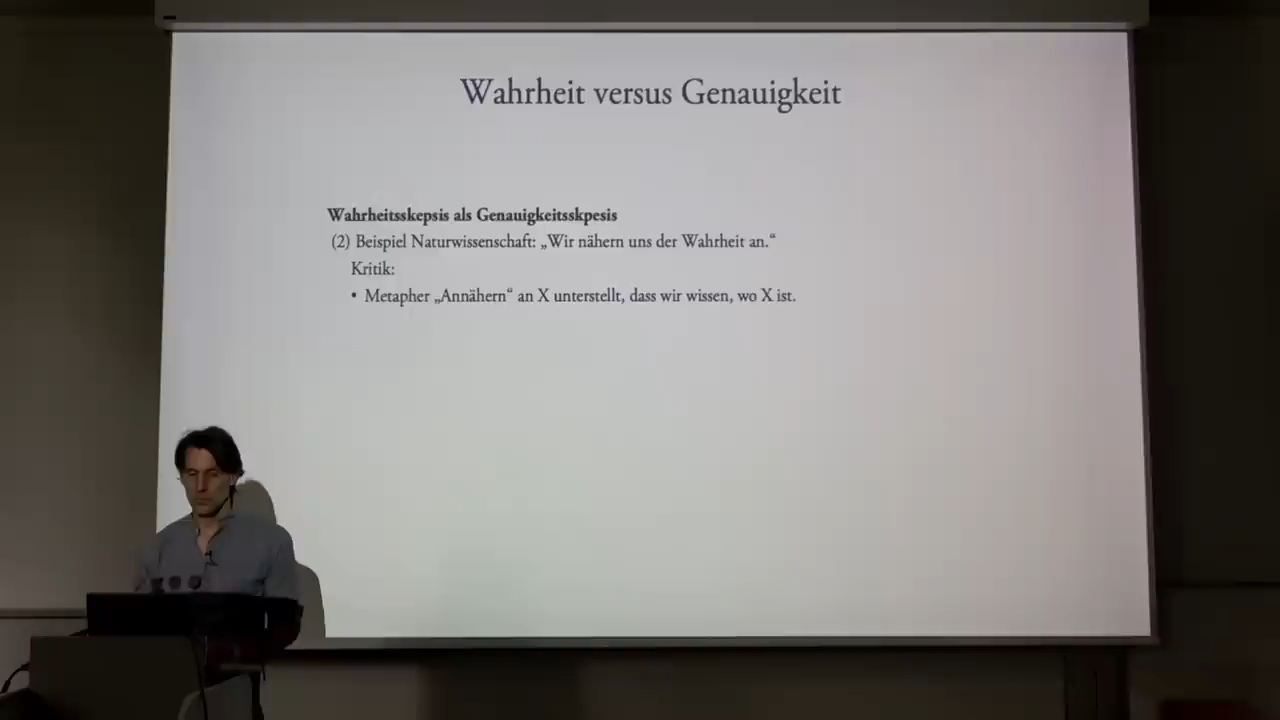 Wahrheit versus Genauigkeit
Wahrheitsskepsis als Genauigkeitsskpesis
(2) Beispiel Naturwissenschaft: „Wir nähern uns der Wahrheit an.“
Kritik:
• Metapher „Annähern“ an X unterstellt, dass wir wissen, wo X ist.